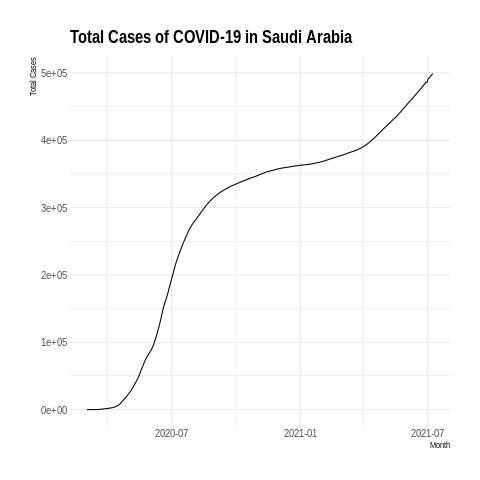 Total Cases of COVID-19 in Saudi Arabia
Total Cases
5e+05
4e+05
3e+05
2e+05
1e+05
0e+00
2020-07 2021-01 2021-07
Month